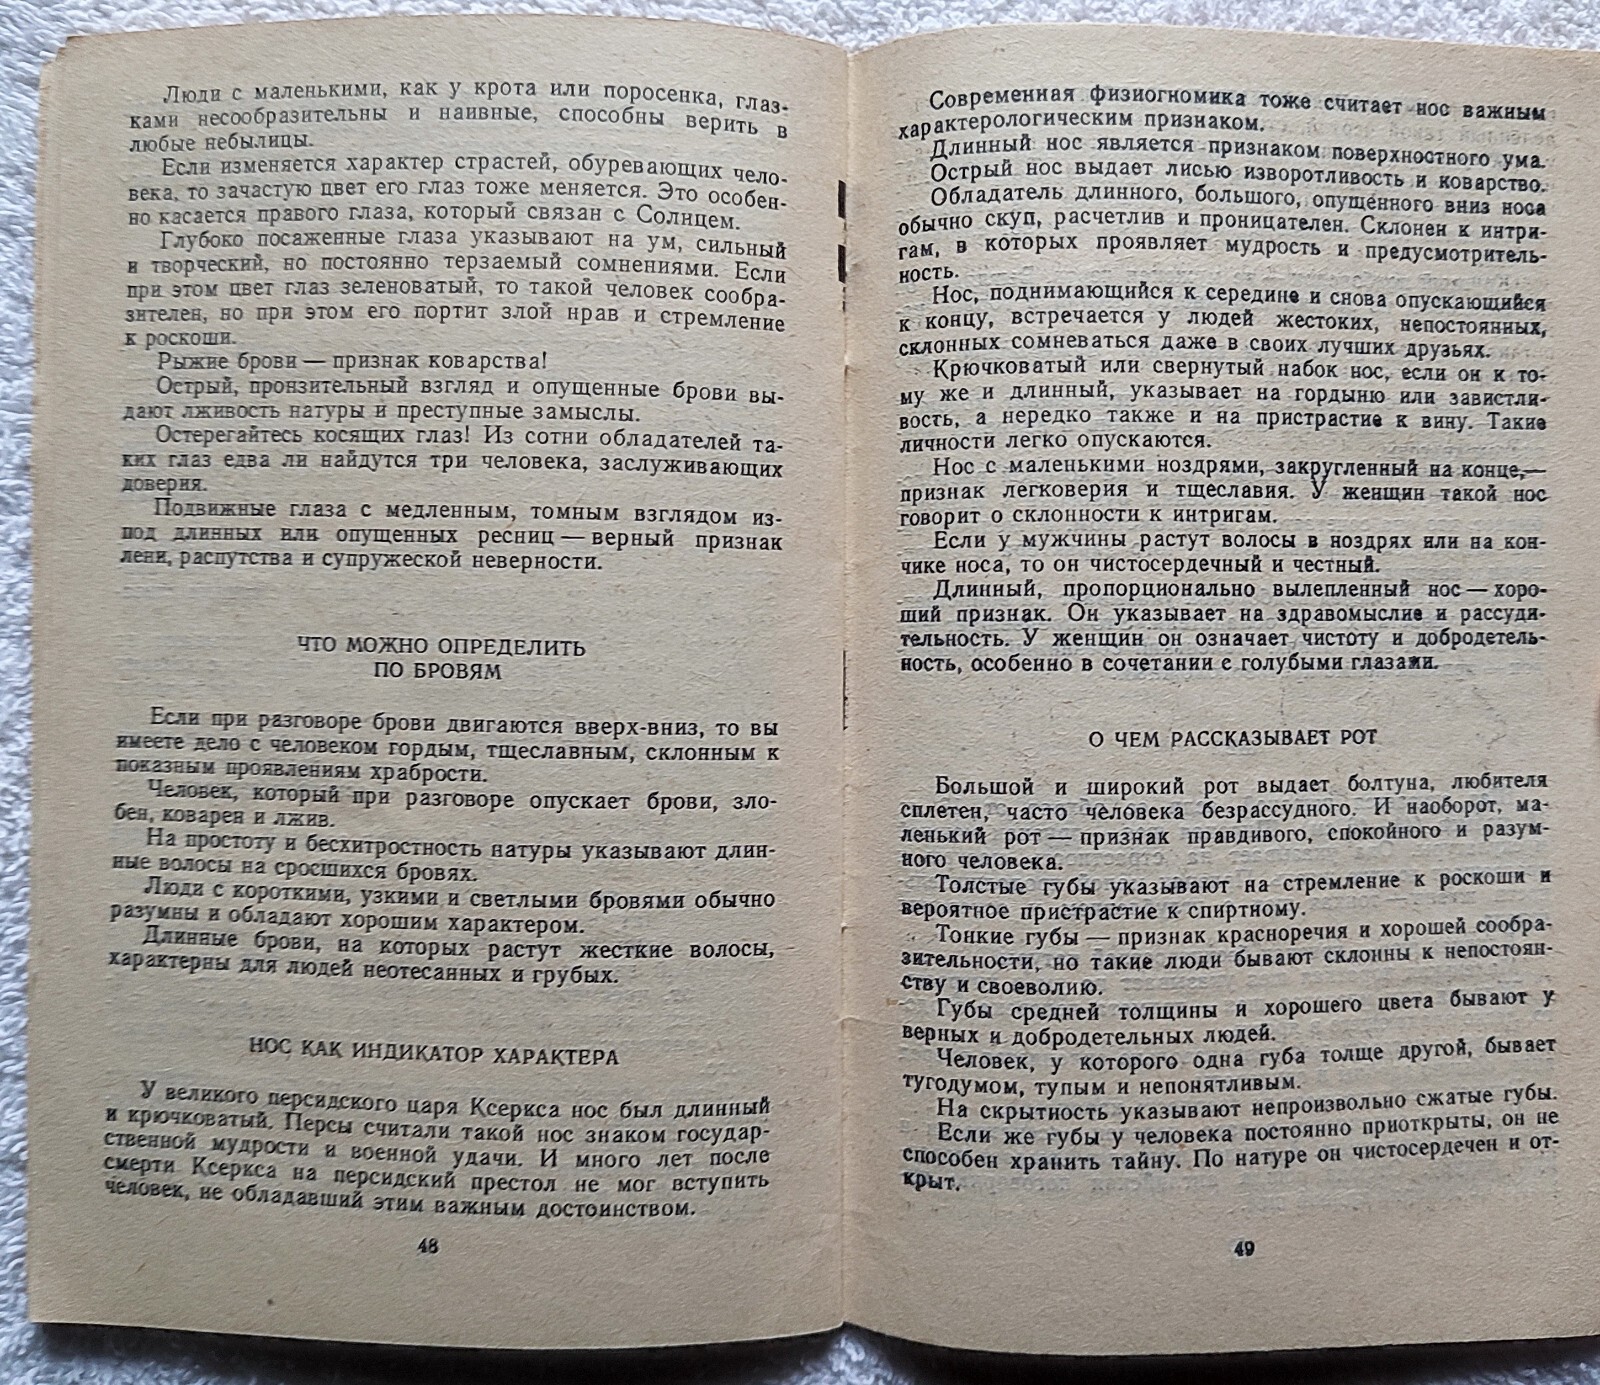 Люди с маленькими, как у крота или поросенка, глаз-
ками несообразительны и наивные, способны верить в
любые небылицы.
Если изменяется характер страстей, обуревающих чело-
века, то зачастую цвет его глаз тоже меняется. Это особен-
но касается правого глаза, который связан с Солнцем.
Глубоко посаженные глаза указывают на ум, сильный
и творческий, но постоянно терзаемый сомнениями. Если
при этом цвет глаз зеленоватый, то такой человек сообра-
зителен, но при этом его портит злой нрав и стремление
к роскоши.
Рыжие брови — признак коварства!
Острый, пронзительный взгляд и опущенные брови вы-
дают лживость натуры и преступные замыслы.
Остерегайтесь косящих глаз! Из сотни обладателей та-
ких глаз едва ли найдутся три человека, заслуживающих
доверия.
Подвижные глаза с медленным, томным взглядом из-
под длинных или опущенных ресниц — верный признак
лени, распутства и супружеской неверности.
ЧТО МОЖНО ОПРЕДЕЛИТЬ
ПО БРОВЯМ
Если при разговоре брови двигаются вверх-вниз, то вы
имеете дело с человеком гордым, тщеславным, склонным к
показным проявлениям храбрости.
Человек, который при разговоре опускает брови, зло-
бен, коварен и лжив.
На простоту и бесхитростность натуры указывают длин-
ные волосы на сросшихся бровях.
Люди с короткими, узкими и светлыми бровями обычно
разумны и обладают хорошим характером.
Длинные брови, на которых растут жесткие волосы,
характерны для людей неотесанных и грубых.
НОС КАК ИНДИКАТОР ХАРАКТЕРА
У великого персидского царя Ксеркса нос был длинный
и крючковатый. Персы считали такой нос знаком государ-
ственной мудрости и военной удачи. И много лет после
смерти Ксеркса на персидский престол не мог вступить
человек, не обладавший этим важным достоинством.
48
Современная физиогномика тоже считает нос важным
характерологическим признаком.
Длинный нос является признаком поверхностного ума.
Острый нос выдает лисью изворотливость и коварство.
Обладатель длинного, большого, опущенного вниз носа
обычно скуп, расчетлив и проницателен. Склонен к интри-
гам, в которых проявляет мудрость и предусмотритель-
ность.
Нос, поднимающийся к середине и снова опускающийся
к концу, встречается у людей жестоких, непостоянных,
склонных сомневаться даже в своих лучших друзьях.
Крючковатый или свернутый набок нос, если он к то-
му же и длинный, указывает на гордыню или завистли-
вость, а нередко также и на пристрастие к вину. Такие
личности легко опускаются.
Нос с маленькими ноздрями, закругленный на конце,—
признак легковерия и тщеславия. У женщин такой нос
говорит о склонности к интригам.
Если у мужчины растут волосы в ноздрях или на кон-
чике носа, то он чистосердечный и честный.
Длинный, пропорционально вылепленный нос — хоро-
ший признак. Он указывает на здравомыслие и рассуди-
тельность. У женщин он означает чистоту и добродетель-
ность, особенно в сочетании с голубыми глазами.
О ЧЕМ РАССКАЗЫВАЕТ РОТ
Большой и широкий рот выдает болтуна, любителя
сплетен, часто человека безрассудного. И наоборот, ма-
ленький рот — признак правдивого, спокойного и разум-
ного человека.
Толстые губы указывают на стремление к роскоши и
вероятное пристрастие к спиртному.
Тонкие губы — признак красноречия и хорошей сообра-
зительности, но такие люди бывают склонны к непостоян-
ству и своеволию.
Губы средней толщины и хорошего цвета бывают у
верных и добродетельных людей.
Человек, у которого одна губа толще другой, бывает
тугодумом, тупым и непонятливым.
На скрытность указывают непроизвольно сжатые губы.
Если же губы у человека постоянно приоткрыты, он не
способен хранить тайну. По натуре он чистосердечен и от-
крыт.
49